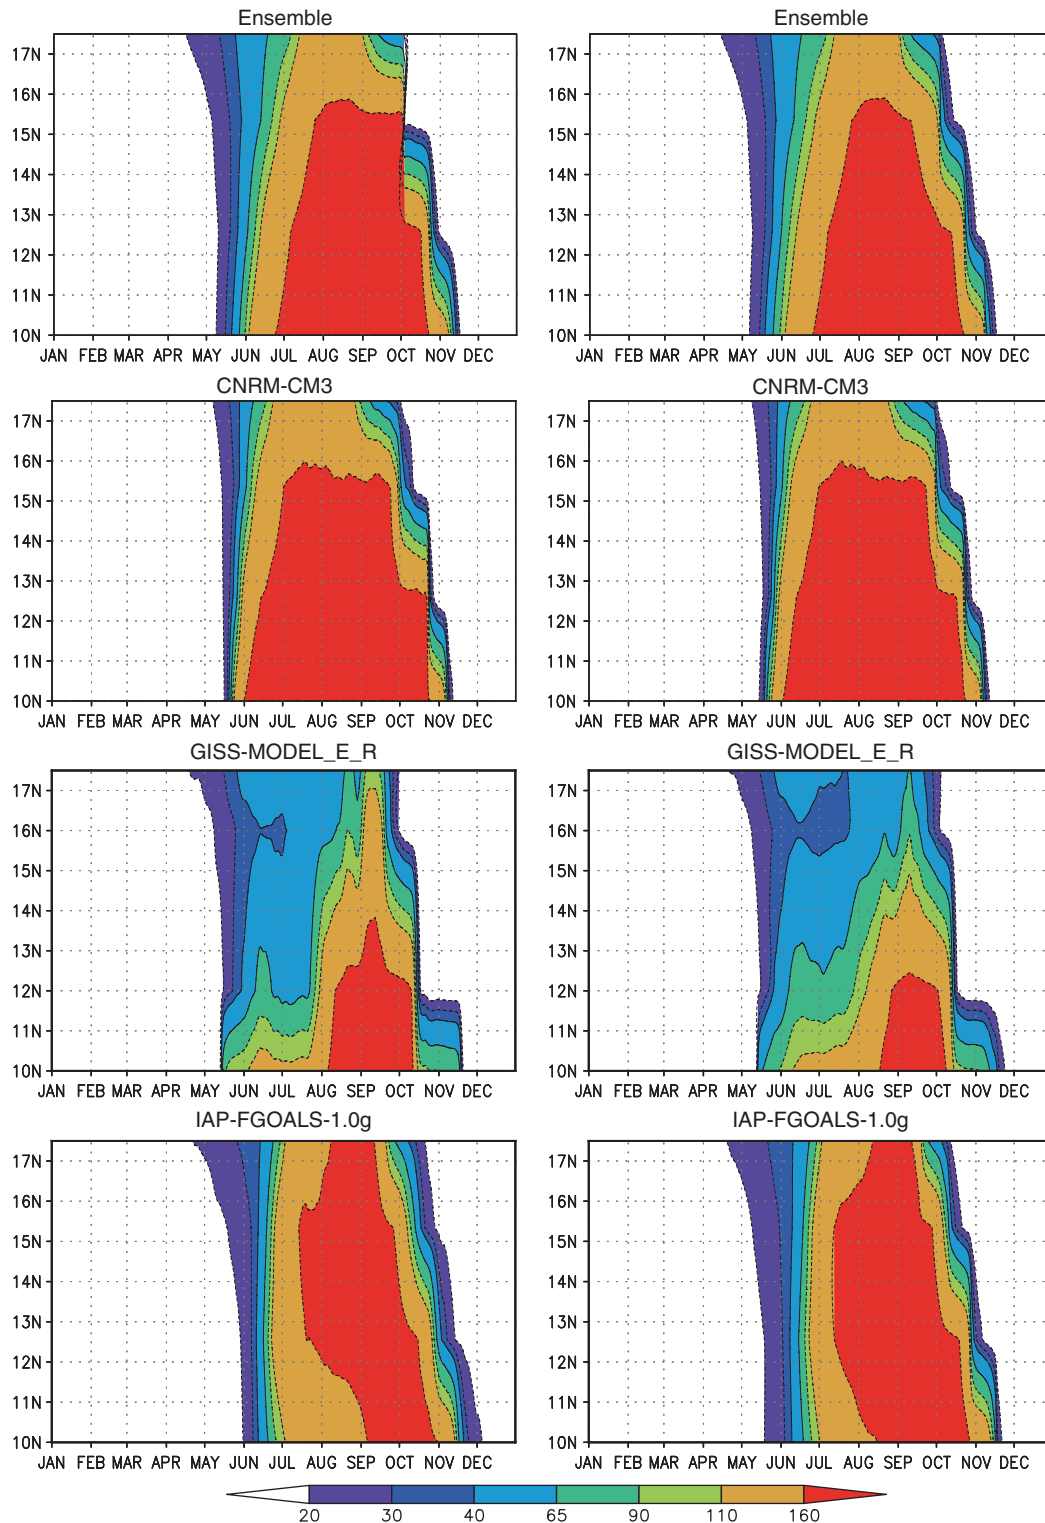 Ensemble Ensemble
17N 17N
16N 16N
15N 15N
14N 14N
13N 13N
12N 12N
11N 11N
10N 10N
JAN FEB MAR APR MAY JUN JUL AUG SEP OCT NOV DEC JAN FEB MAR APR MAY JUN JUL AUG SEP OCT NOV DEC
CNRM-CM3 CNRM-CM3
17N 17N
16N 16N
15N 15N
14N 14N
13N 13N
12N 12N
11N 11N
10N 10N
JAN FEB MAR APR MAY JUN JUL AUG SEP OCT NOV DEC JAN FEB MAR APR MAY JUN JUL AUG SEP OCT NOV DEC
GISS-MODEL_E_R GISS-MODEL_E_R
17N 17N
16N 16N
15N 15N
14N 14N
13N 13N
12N 12N
11N 11N
10N 10N
JAN FEB MAR APR MAY JUN JUL AUG SEP OCT NOV DEC JAN FEB MAR APR MAY JUN JUL AUG SEP OCT NOV DEC
IAP-FGOALS-1.0g IAP-FGOALS-1.0g
17N 17N
16N 16N
15N 15N
14N 14N
13N 13N
12N 12N
11N 11N
10N 10N
JAN FEB MAR APR MAY JUN JUL AUG SEP OCT NOV DEC JAN FEB MAR APR MAY JUN JUL AUG SEP OCT NOV DEC
20 30 40 65 90 110 160